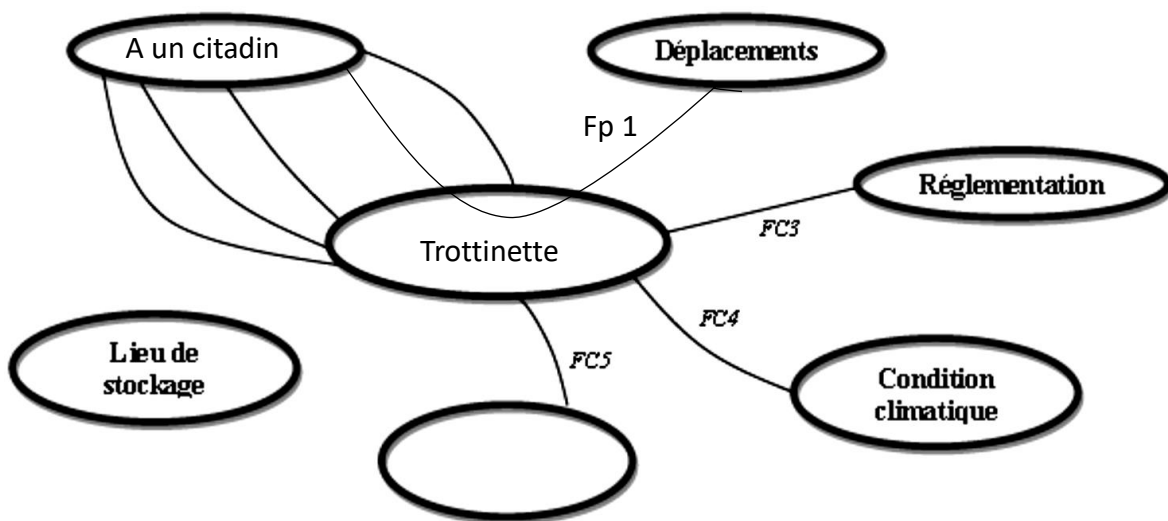 A un citadin
Déplacements
Fp 1
Réglementation
FC3
Trottinette
FC4
Lieu de
stockage
FC5
Condition
climatique